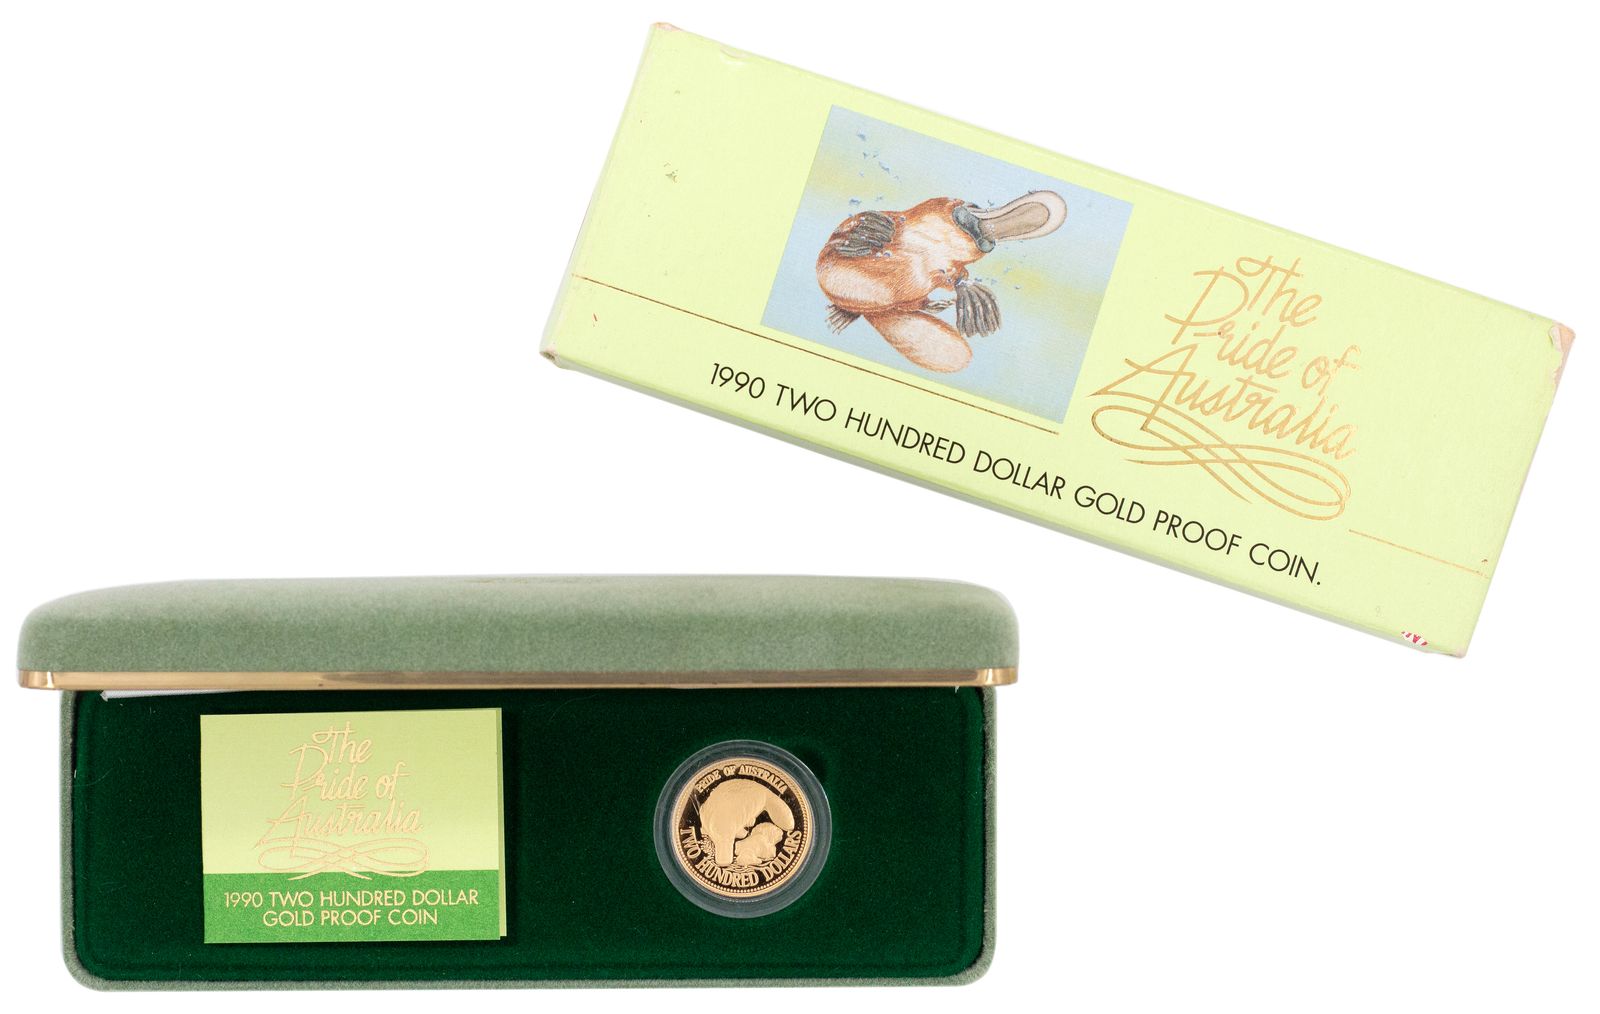 The
Pride of
Australia
1990 TWO HUNDRED DOLLAR GOLD PROOF COIN.
The
Pride of
Australia
1990 TWO HUNDRED DOLLAR
GOLD PROOF COIN
PRIDE OF AUSTRALIA
TWO HUNDRED DOLLARS